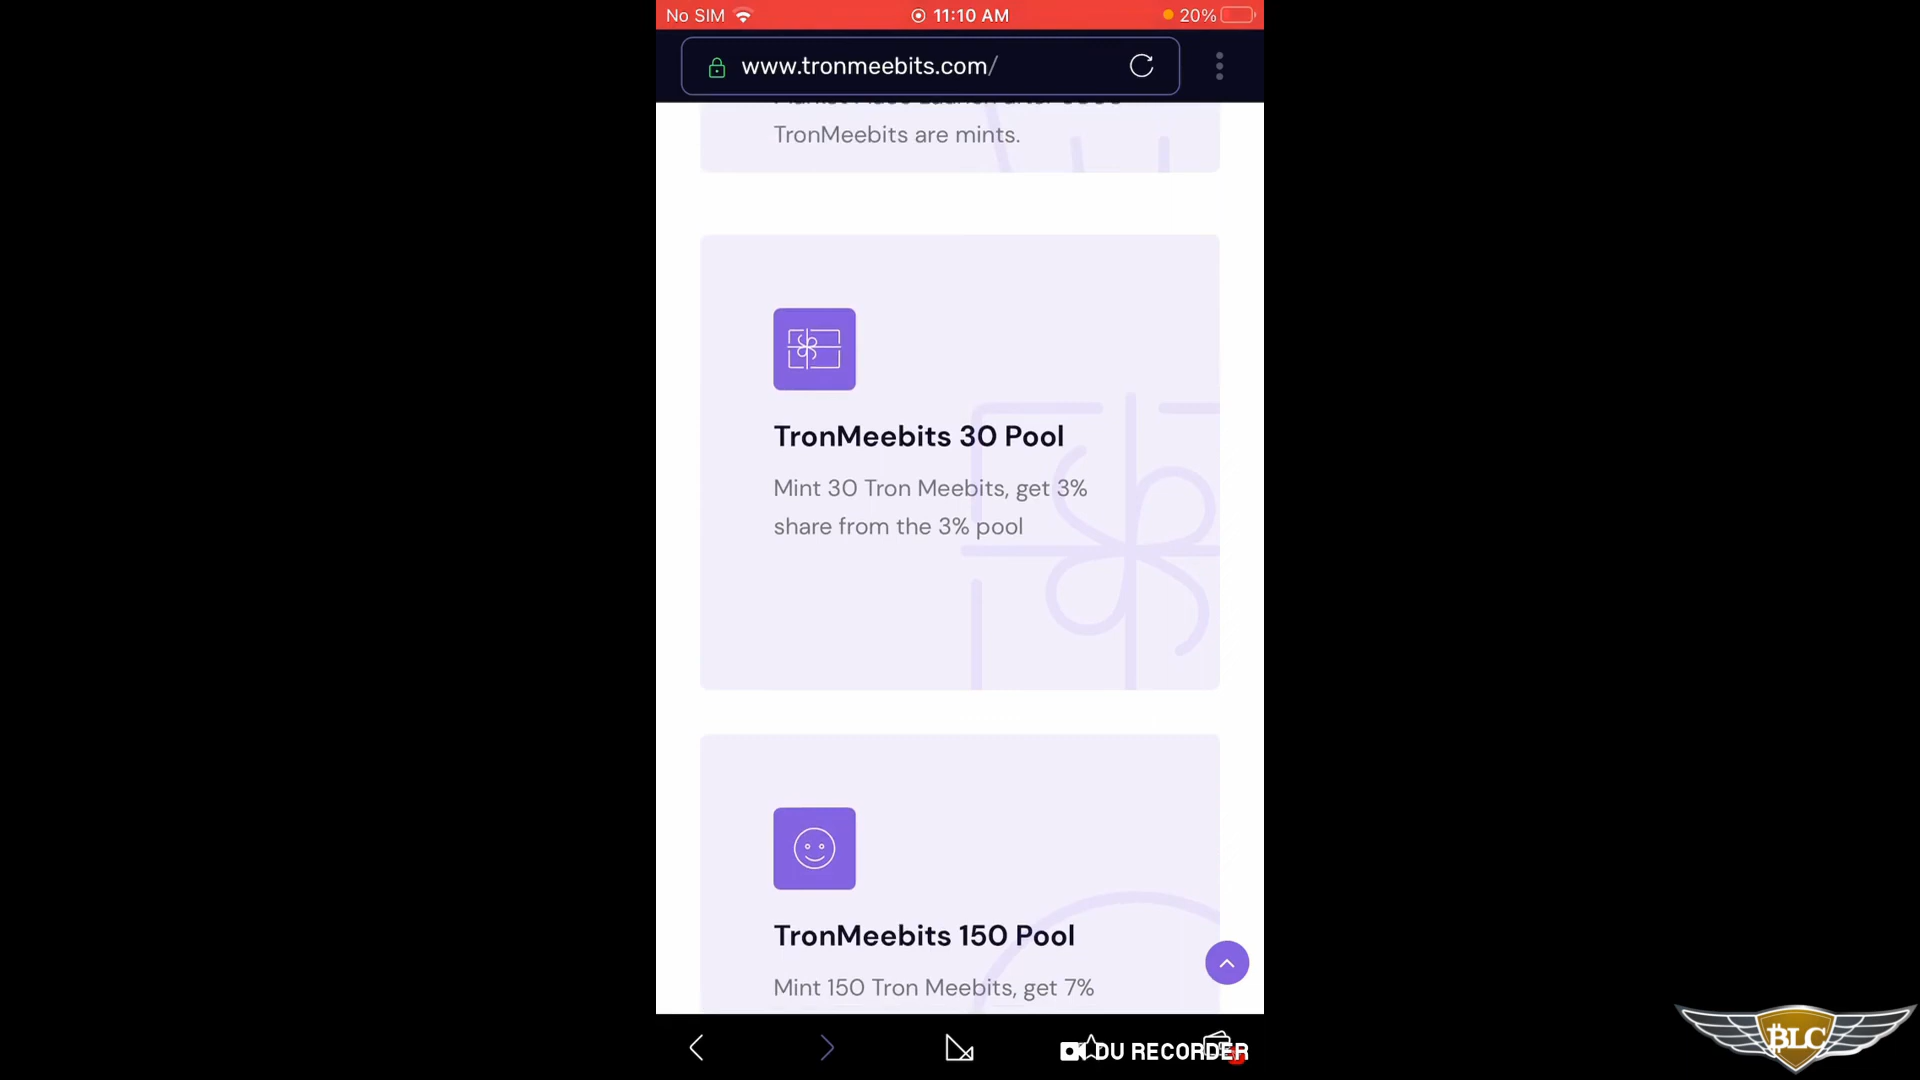 No SIM 11:10 AM 20%
www.tronmeebits.com/
TronMeebits are mints.
TronMeebits 30 Pool
Mint 30 Tron Meebits, get 3%
share from the 3% pool
TronMeebits 150 Pool
Mint 150 Tron Meebits, get 7%
DU RECORDER
BLC